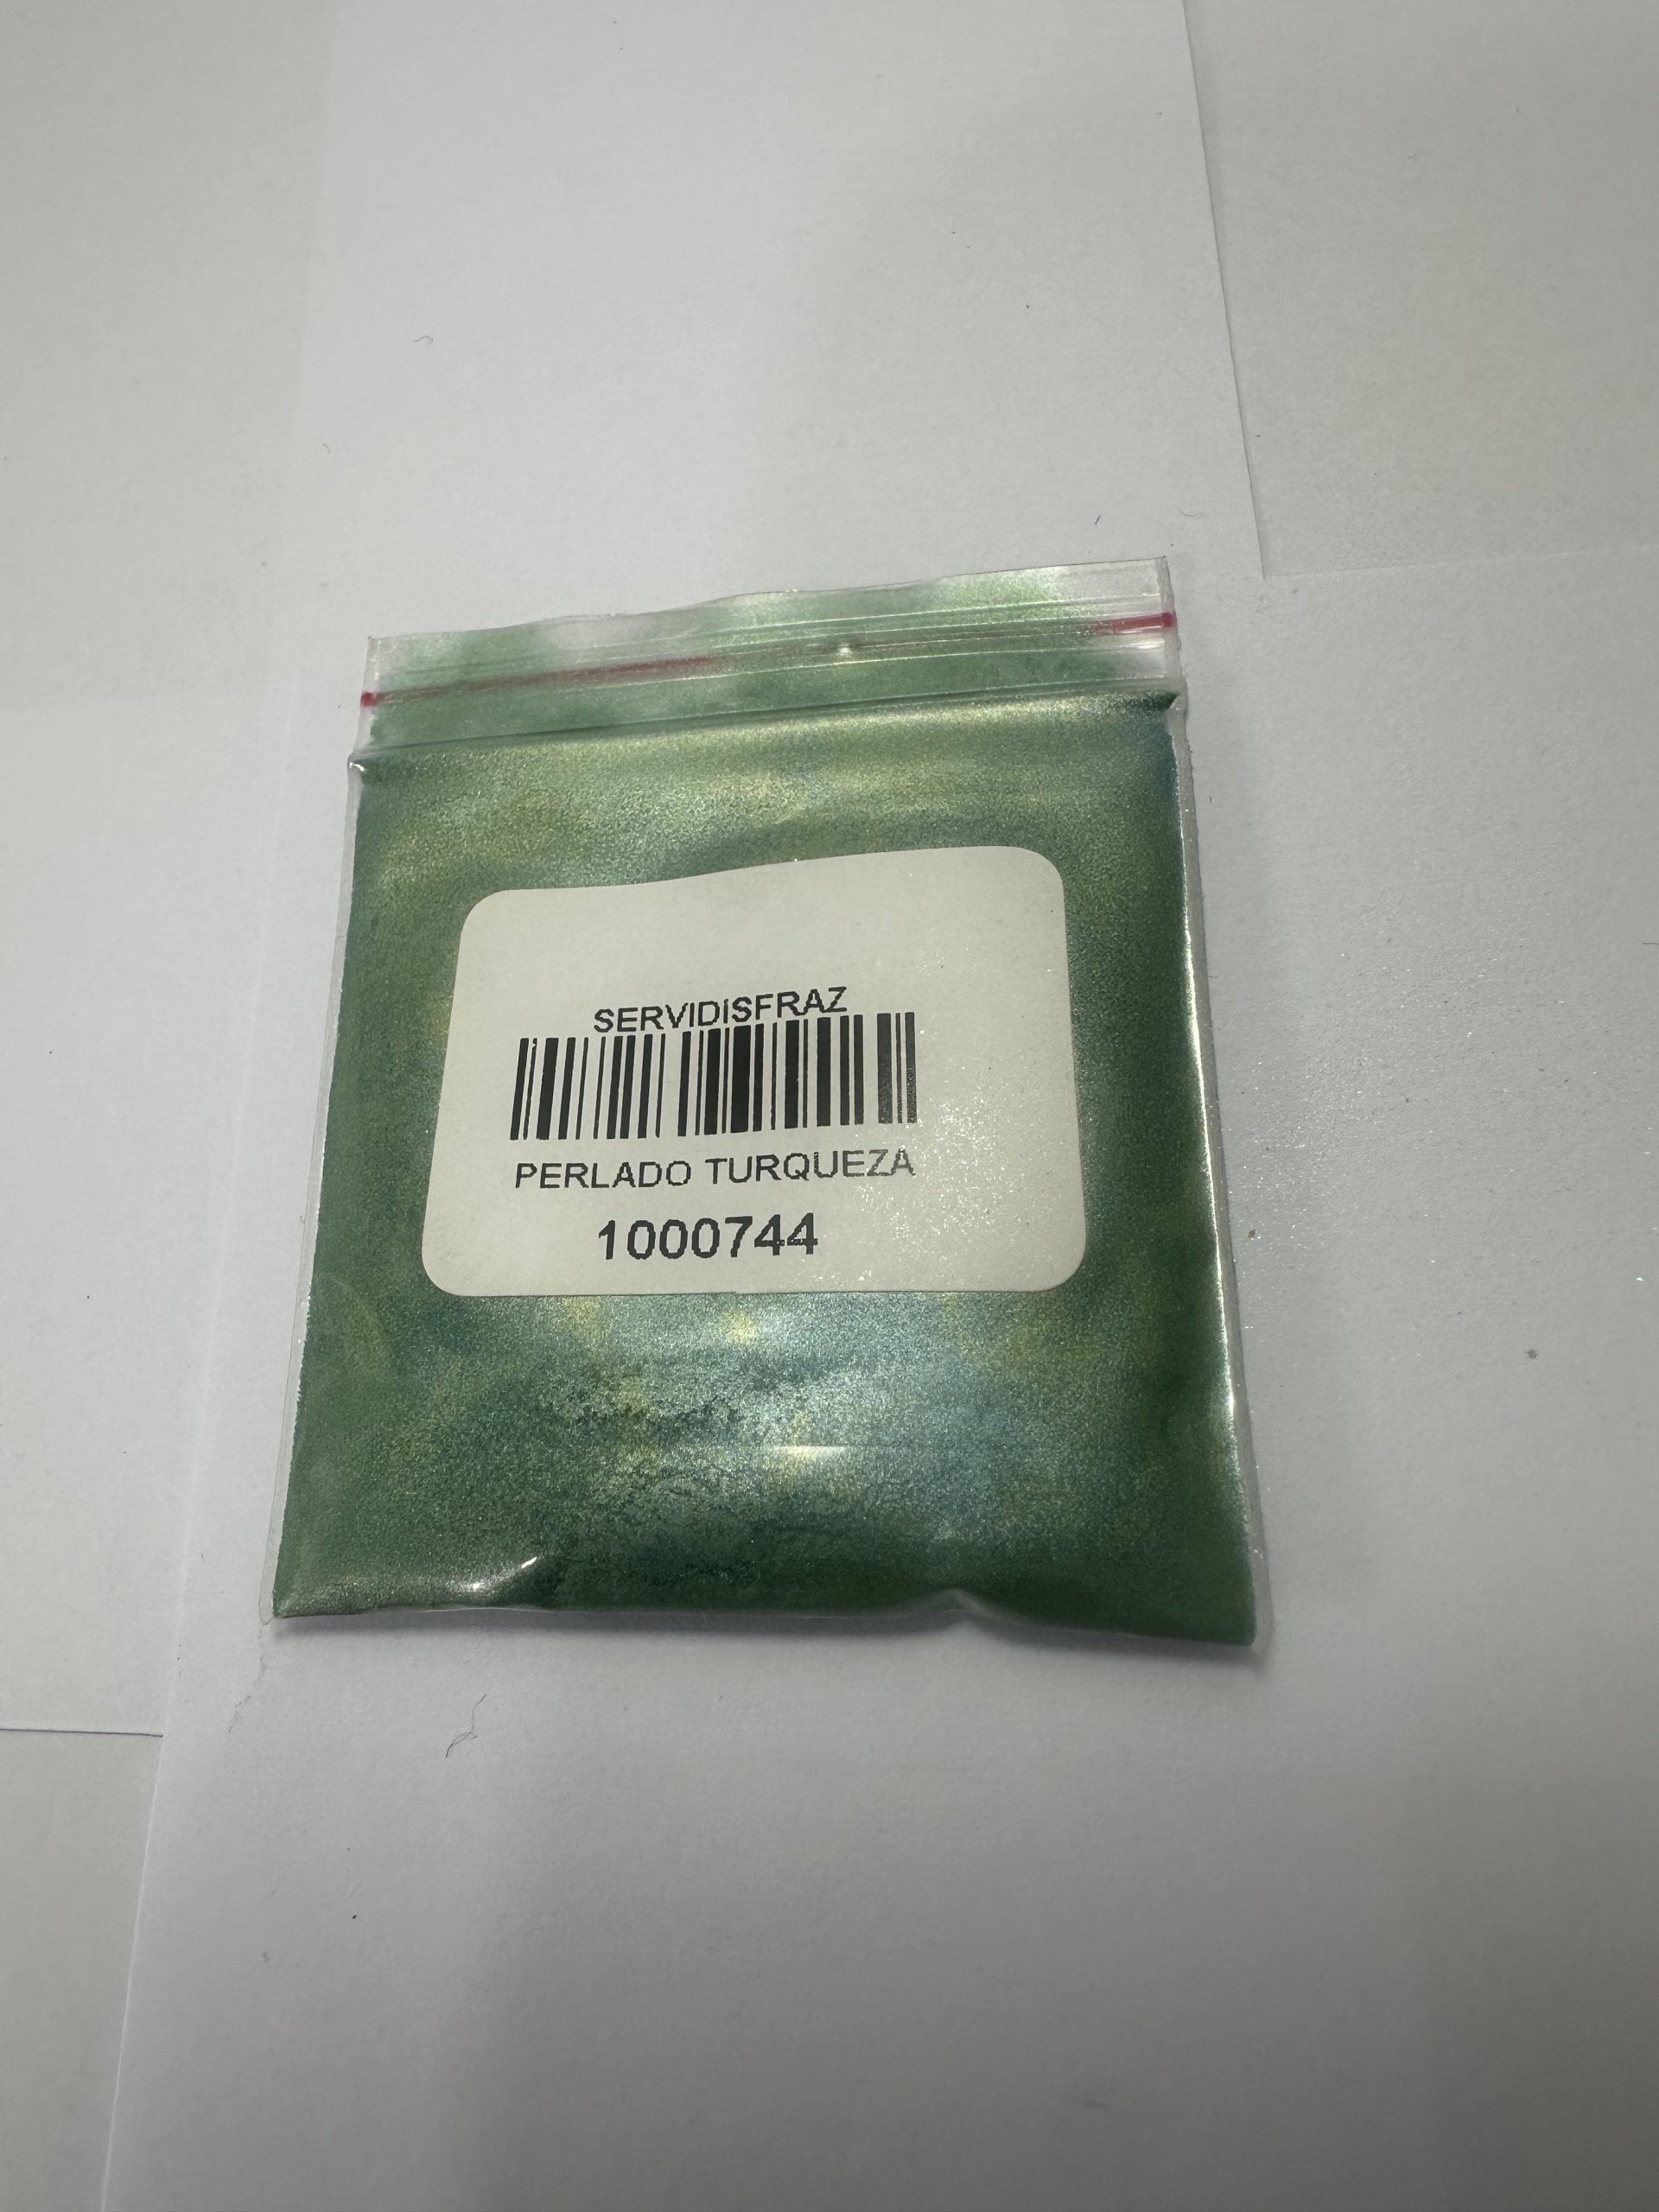 SERVIDISFRAZ
PERLADO TURQUEZA
1000744